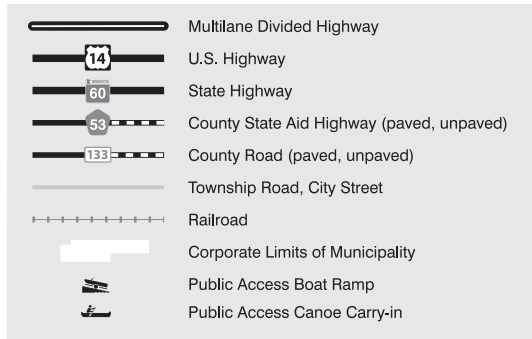 Multilane Divided Highway
14 U.S. Highway
MINNESOTA
60 State Highway
53 County State Aid Highway (paved, unpaved)
133 County Road (paved, unpaved)
Township Road, City Street
Railroad
Corporate Limits of Municipality
Public Access Boat Ramp
Public Access Canoe Carry-in